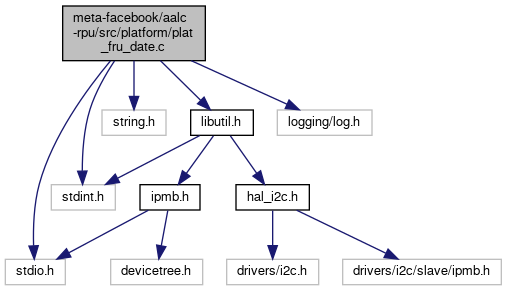 meta-facebook/aalc
-rpu/src/platform/plat
_fru_date.c
string.h
libutil.h
logging/log.h
stdint.h
ipmb.h
hal_i2c.h
stdio.h
devicetree.h
drivers/i2c.h
drivers/i2c/slave/ipmb.h